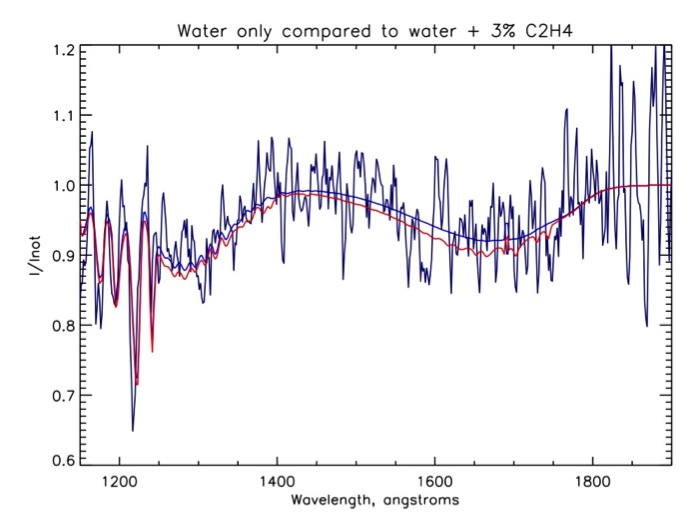 Water only compared to water + 3% C2H4
1.2
1.1
1.0
0.9
0.8
0.7
0.6
I/Inot
1200 1400 1600 1800
Wavelength, angstroms